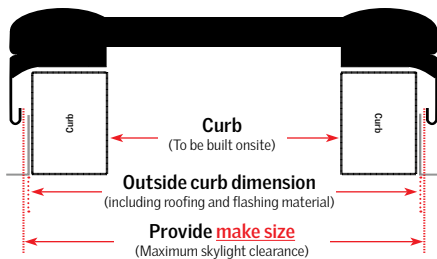 Curb
Curb
Curb
(To be built onsite)
Outside curb dimension
(including roofing and flashing material)
Provide make size
(Maximum skylight clearance)